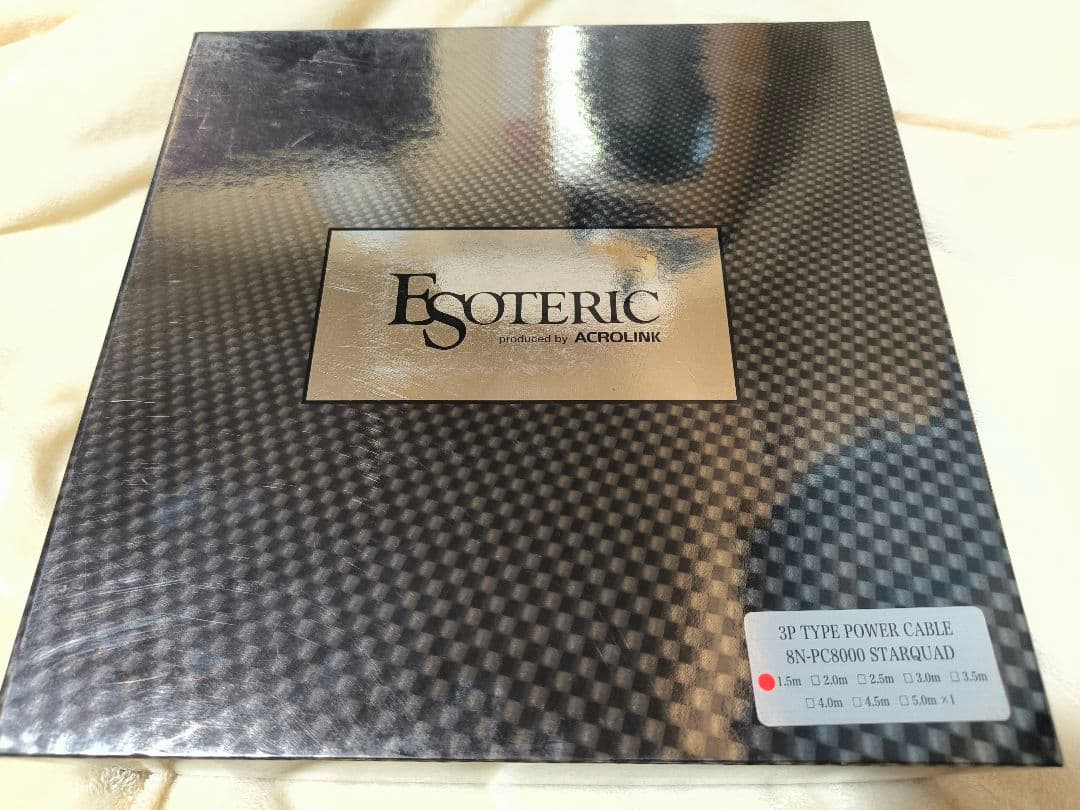 ESOTERIC
produced by ACROLINK
3P TYPE POWER CABLE
8N-PC8000 STARQUAD
1.5m □2.0m □2.5m □3.0m □3.5m
□4.0m □4.5m □5.0m ×1